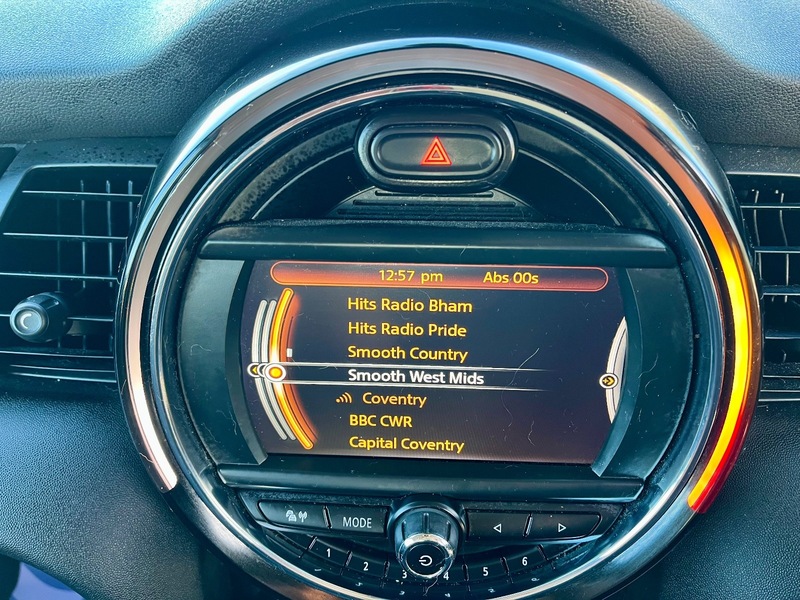 12:57 pm Abs 00s
Hits Radio Bham
Hits Radio Pride
Smooth Country
Smooth West Mids
Coventry
BBC CWR
Capital Coventry
MODE
1 2 3 4 5 6